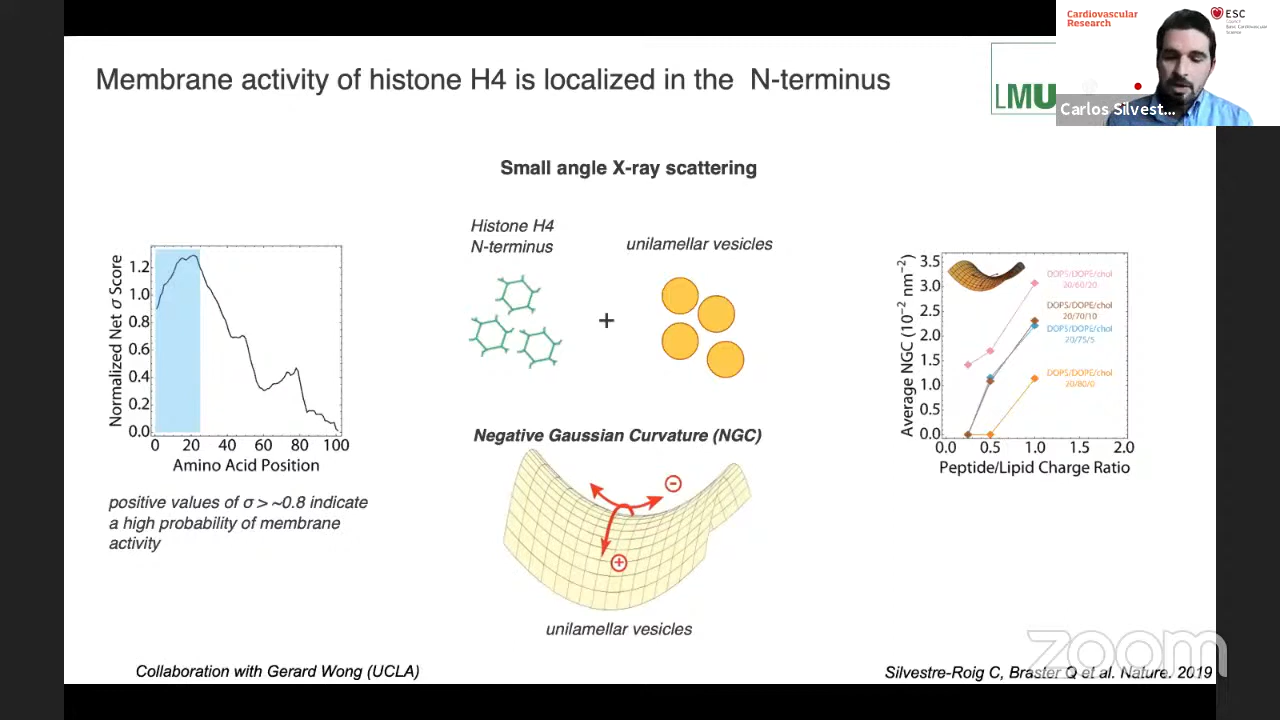 Cardiovascular
Research
ESC
Membrane activity of histone H4 is localized in the N-terminus
LMU
Carlos Silvest...
Small angle X-ray scattering
Histone H4
N-terminus
unilamellar vesicles
+
Normalized Net σ Score
1.2
1.0
0.8
0.6
0.4
0.2
0.0
0 20 40 60 80 100
Amino Acid Position
positive values of σ > ~0.8 indicate
a high probability of membrane
activity
Negative Gaussian Curvature (NGC)
−
+
unilamellar vesicles
Average NGC (10⁻² nm⁻²)
3.5
3.0
2.5
2.0
1.5
1.0
0.5
0.0
DOPS/DOPE/chol
20/60/20
DOPS/DOPE/chol
20/70/10
DOPS/DOPE/chol
20/75/5
DOPS/DOPE/chol
20/80/0
0.0 0.5 1.0 1.5 2.0
Peptide/Lipid Charge Ratio
zoom
Collaboration with Gerard Wong (UCLA)
Silvestre-Roig C, Braster Q et al. Nature. 2019